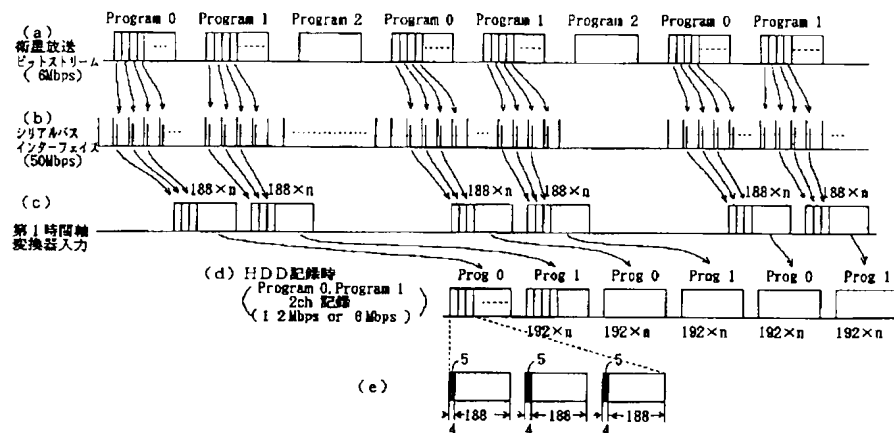 Program 0 Program 1 Program 2 Program 0 Program 1 Program 2 Program 0 Program 1
(a)
衛星放送
ビットストリーム
(6Mbps)
(b)
シリアルバス
インターフェイス
(50Mbps)
188×n 188×n 188×n 188×n 188×n 188×n
(c)
第1時間軸
変換器入力
(d) HDD記録時
Program 0, Program 1
2ch 記録
(12Mbps or 6Mbps)
Prog 0 Prog 1 Prog 0 Prog 1 Prog 0 Prog 1
192×n 192×n 192×n 192×n 192×n
(e)
5 5 5
188 188 188
4 4 4